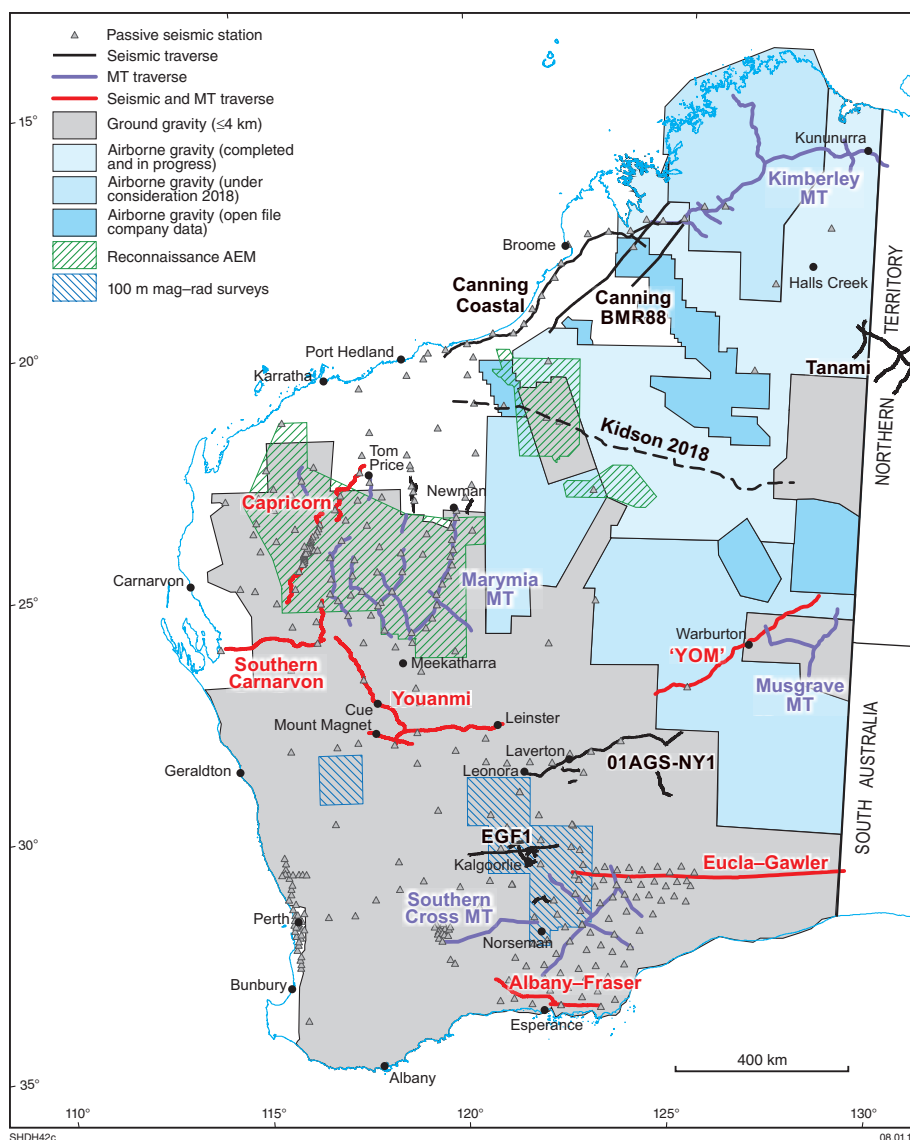 Passive seismic station
Seismic traverse
MT traverse
Seismic and MT traverse
Ground gravity (≤4 km)
Airborne gravity (completed
and in progress)
Airborne gravity (under
consideration 2018)
Airborne gravity (open file
company data)
Reconnaissance AEM
100 m mag–rad surveys
15°
20°
25°
30°
35°
Kununurra
Kimberley
MT
Broome
Halls Creek
Canning
Coastal
Canning
BMR88
NORTHERN TERRITORY
Tanami
Port Hedland
Karratha
Kidson 2018
Tom
Price
Newman
Capricorn
Carnarvon
Marymia
MT
Warburton
'YOM'
Musgrave
MT
Southern
Carnarvon
Meekatharra
Youanmi
Cue
Mount Magnet
Leinster
Laverton
Leonora
01AGS-NY1
SOUTH AUSTRALIA
Geraldton
EGF1
Kalgoorlie
Eucla–Gawler
Southern
Cross MT
Perth
Norseman
Albany–Fraser
Bunbury
Esperance
Albany
400 km
110°
115°
120°
125°
130°
SHDH42c
08.01.1